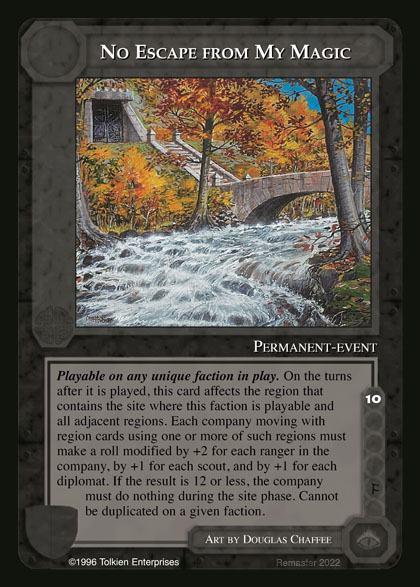 No Escape from My Magic
Permanent-event
Playable on any unique faction in play. On the turns
after it is played, this card affects the region that
contains the site where this faction is playable and
all adjacent regions. Each company moving with
region cards using one or more of such regions must
make a roll modified by +2 for each ranger in the
company, by +1 for each scout, and by +1 for each
diplomat. If the result is 12 or less, the company
must do nothing during the site phase. Cannot
be duplicated on a given faction.
10
Art by Douglas Chaffee
©1996 Tolkien Enterprises
Remaster 2022